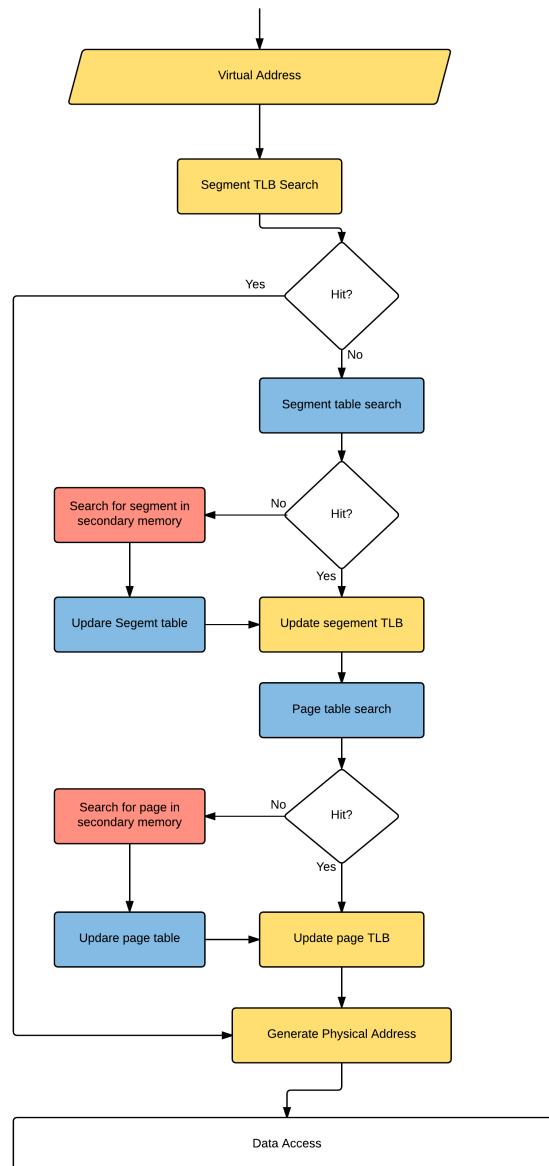 Virtual Address
Segment TLB Search
Hit?
Yes
No
Segment table search
Hit?
No
Search for segment in
secondary memory
Yes
Updare Segemt table
Update segement TLB
Page table search
Hit?
No
Search for page in
secondary memory
Yes
Updare page table
Update page TLB
Generate Physical Address
Data Access